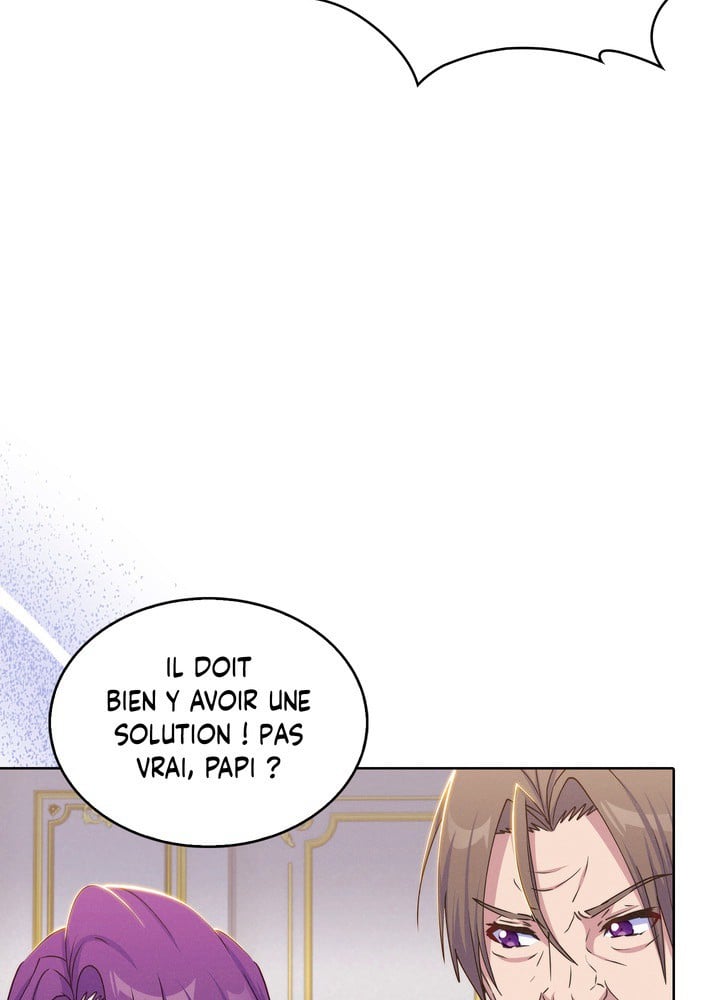 IL DOIT
BIEN Y AVOIR UNE
SOLUTION ! PAS
VRAI, PAPI ?